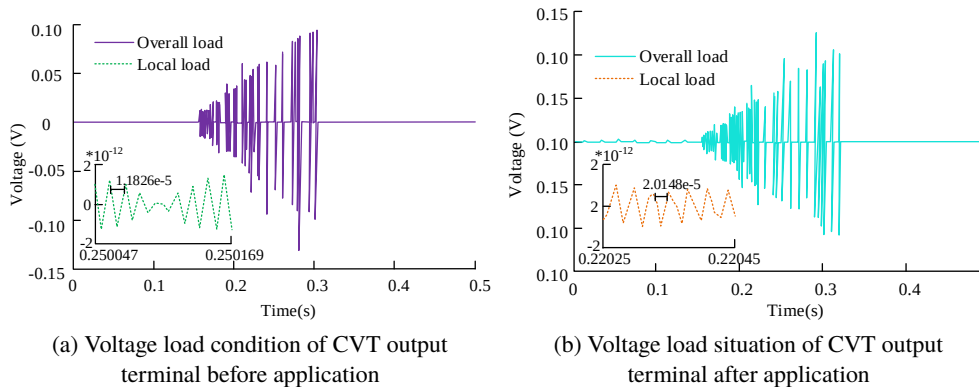 0.10
0.05
0
-0.05
-0.10
-0.15
Voltage (V)
Overall load
Local load
*10⁻¹²
2
0
-2
1.1826e-5
0.250047
0.250169
0
0.1
0.2
0.3
0.4
0.5
Time(s)
(a) Voltage load condition of CVT output
terminal before application
0.15
0.10
0.10
0.10
0.15
0.10
Voltage (V)
Overall load
Local load
*10⁻¹²
2
2
-2
2.0148e-5
0.22025
0.22045
0
0.1
0.2
0.3
0.4
Time(s)
(b) Voltage load situation of CVT output
terminal after application